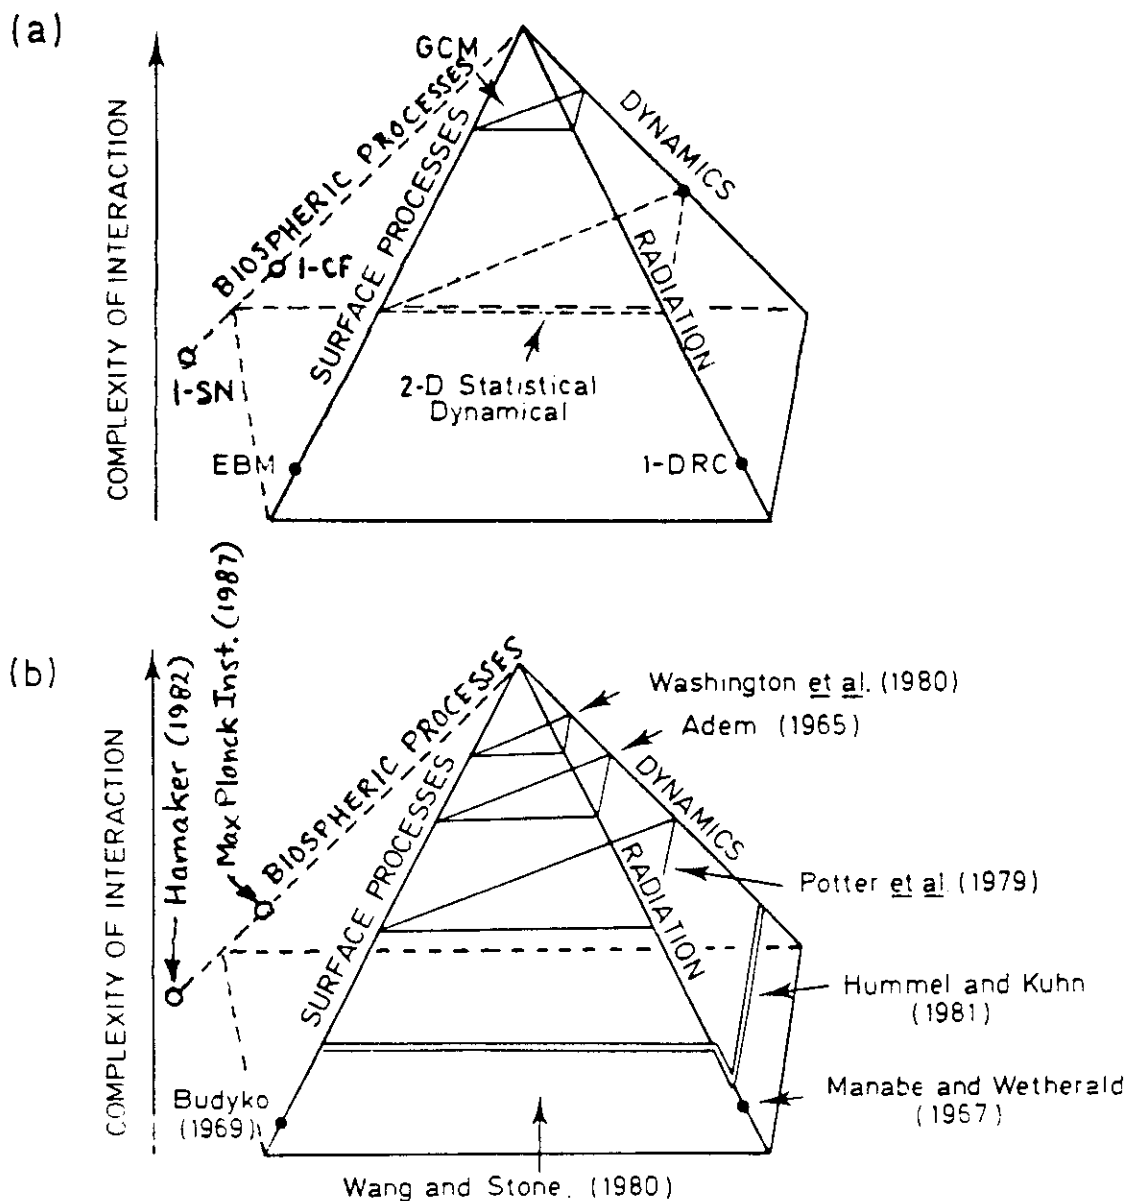 (a)
COMPLEXITY OF INTERACTION
GCM
BIOSPHERIC PROCESSES
SURFACE PROCESSES
DYNAMICS
RADIATION
1-CF
1-SN
2-D Statistical
Dynamical
EBM
1-DRC
(b)
COMPLEXITY OF INTERACTION
Hamaker (1982)
Max Planck Inst. (1987)
BIOSPHERIC PROCESSES
SURFACE PROCESSES
DYNAMICS
RADIATION
Washington et al. (1980)
Adem (1965)
Potter et al (1979)
Hummel and Kuhn
(1981)
Manabe and Wetherald
(1967)
Budyko
(1969)
Wang and Stone. (1980)